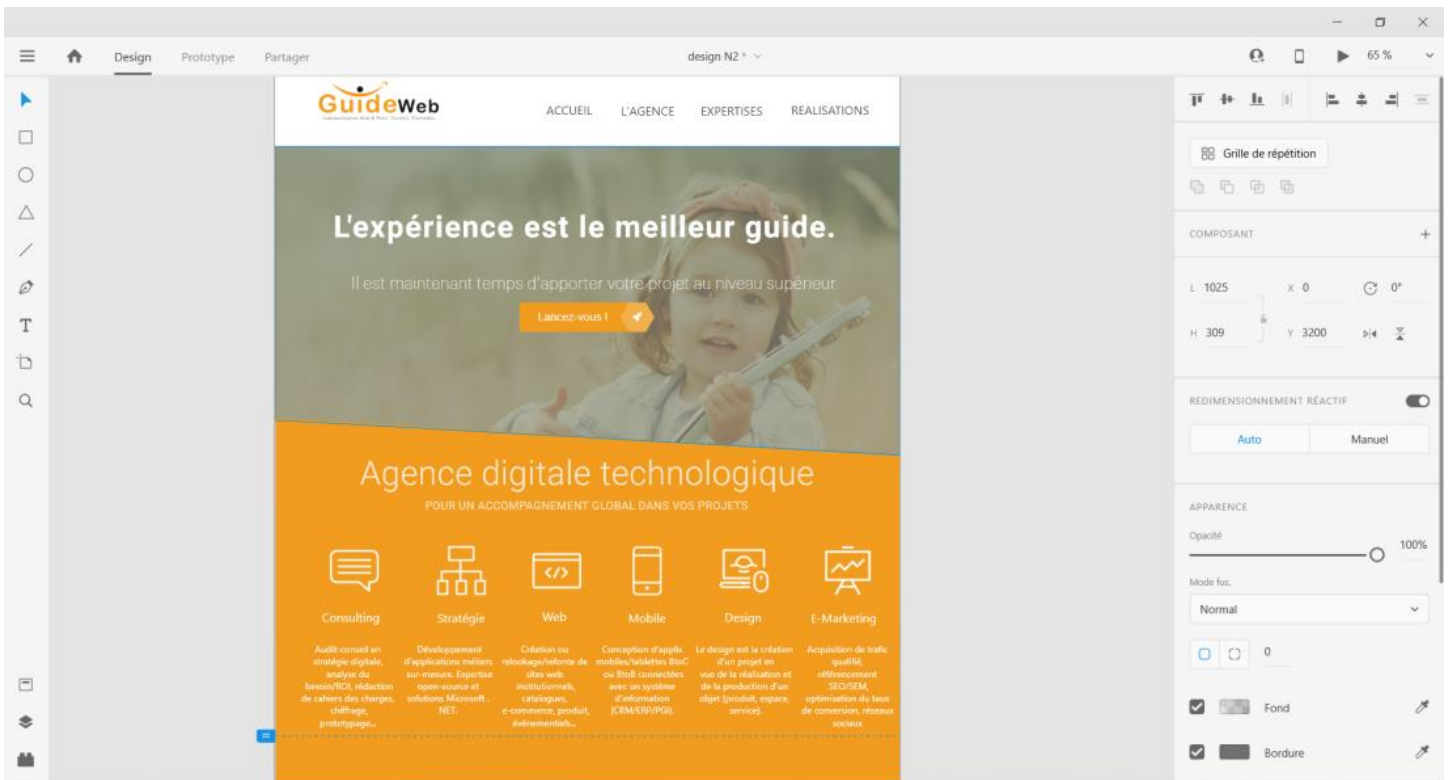 Design Prototype Partager design N2 * 65 %
GuideWeb
ACCUEIL L'AGENCE EXPERTISES REALISATIONS
L'expérience est le meilleur guide.
Il est maintenant temps d'apporter votre projet au niveau supérieur.
Lancez-vous !
Agence digitale technologique
POUR UN ACCOMPAGNEMENT GLOBAL DANS VOS PROJETS
Consulting
Audit-conseil en
stratégie digitale,
analyse du
besoin/ROI, rédaction
de cahiers des charges,
chiffrage,
prototypage...
Stratégie
Développement
d'applications métiers
sur-mesure. Expertise
open-source et
solutions Microsoft .
NET.
Web
Création ou
relookage/refonte de
sites web
institutionnels,
catalogues,
e-commerce, produit,
événementiels...
Mobile
Conception d'applis
mobiles/tablettes BtoC
ou BtoB connectées
avec un système
d'information
(CRM/ERP/PGI).
Design
Le design est la création
d'un projet en
vue de la réalisation et
de la production d'un
objet (produit, espace,
service).
E-Marketing
Acquisition de trafic
qualifié,
référencement
SEO/SEM,
optimisation du taux
de conversion, réseaux
sociaux
Grille de répétition
COMPOSANT
L 1025 X 0 0°
H 309 Y 3200
REDIMENSIONNEMENT RÉACTIF
Auto Manuel
APPARENCE
Opacité
100%
Mode fus.
Normal
0
Fond
Bordure